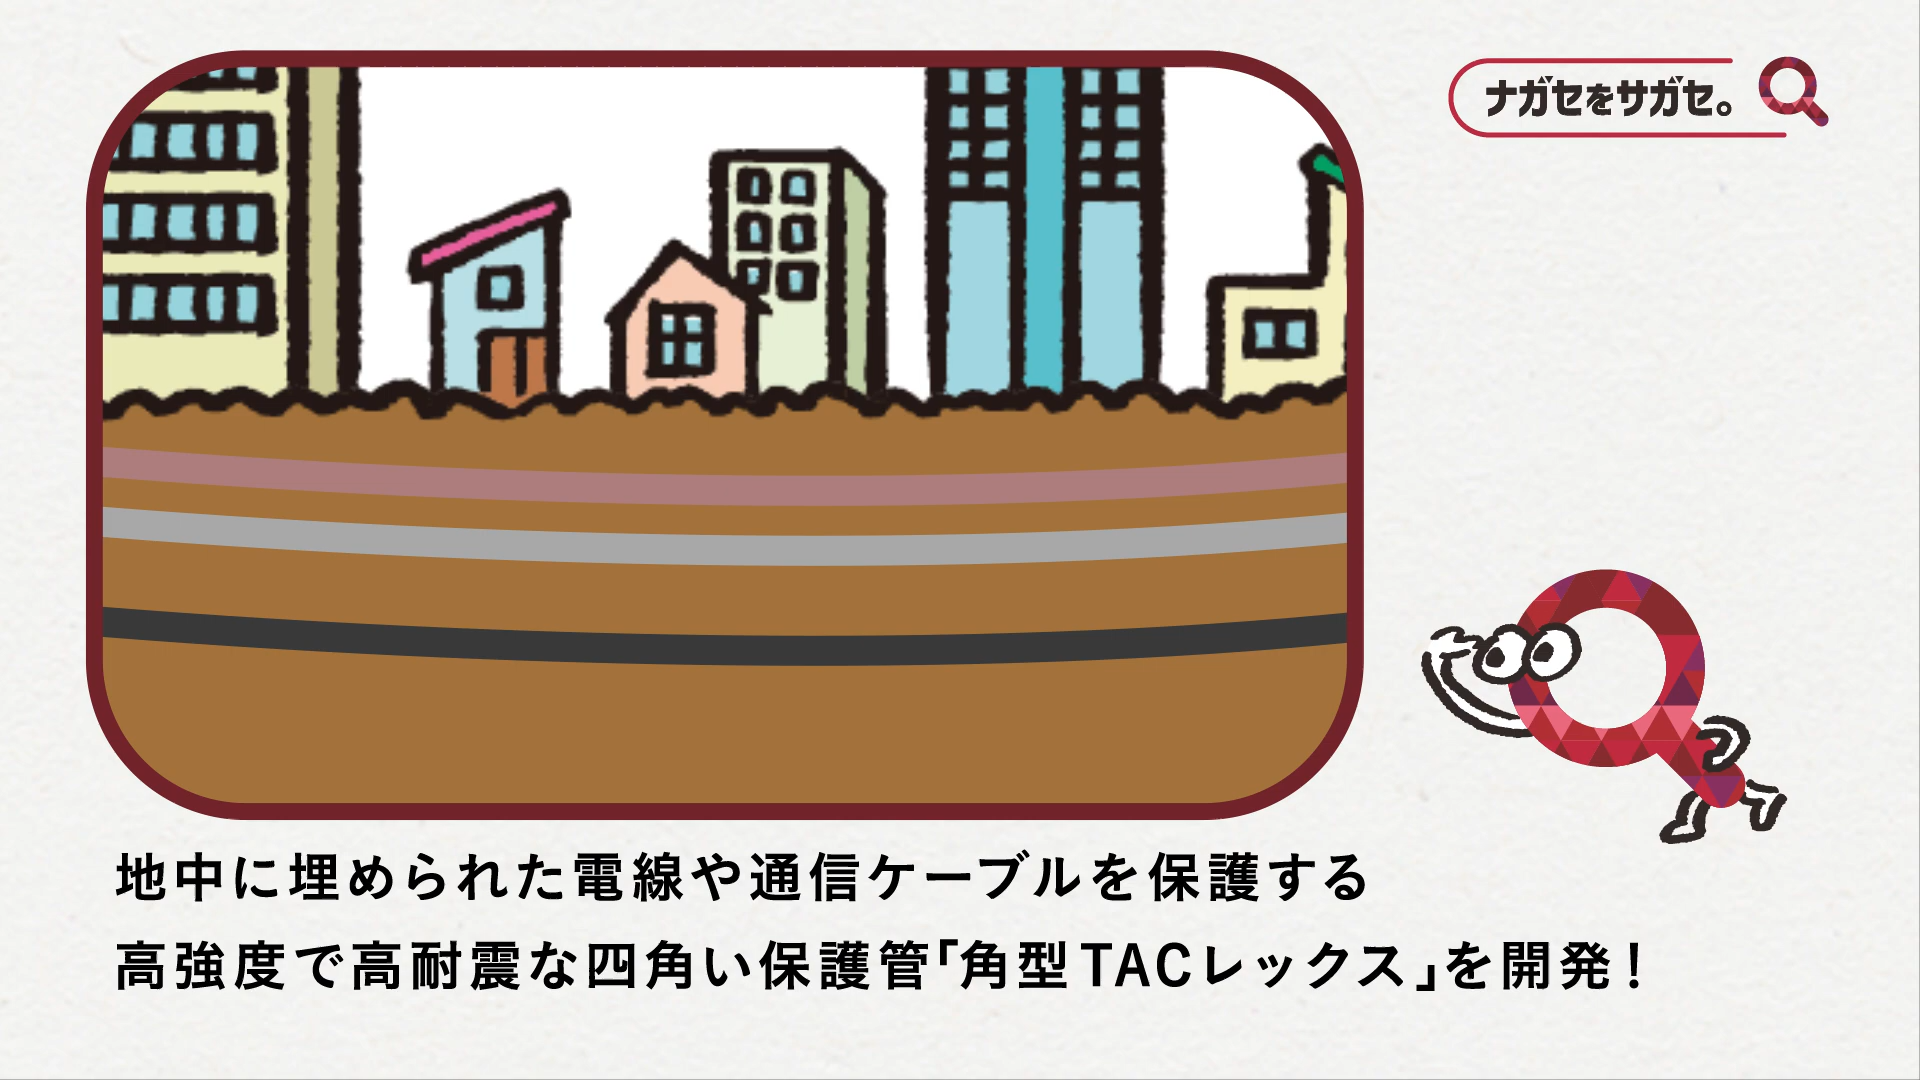 ナガセをサガセ。
地中に埋められた電線や通信ケーブルを保護する
高強度で高耐震な四角い保護管「角型TACレックス」を開発！